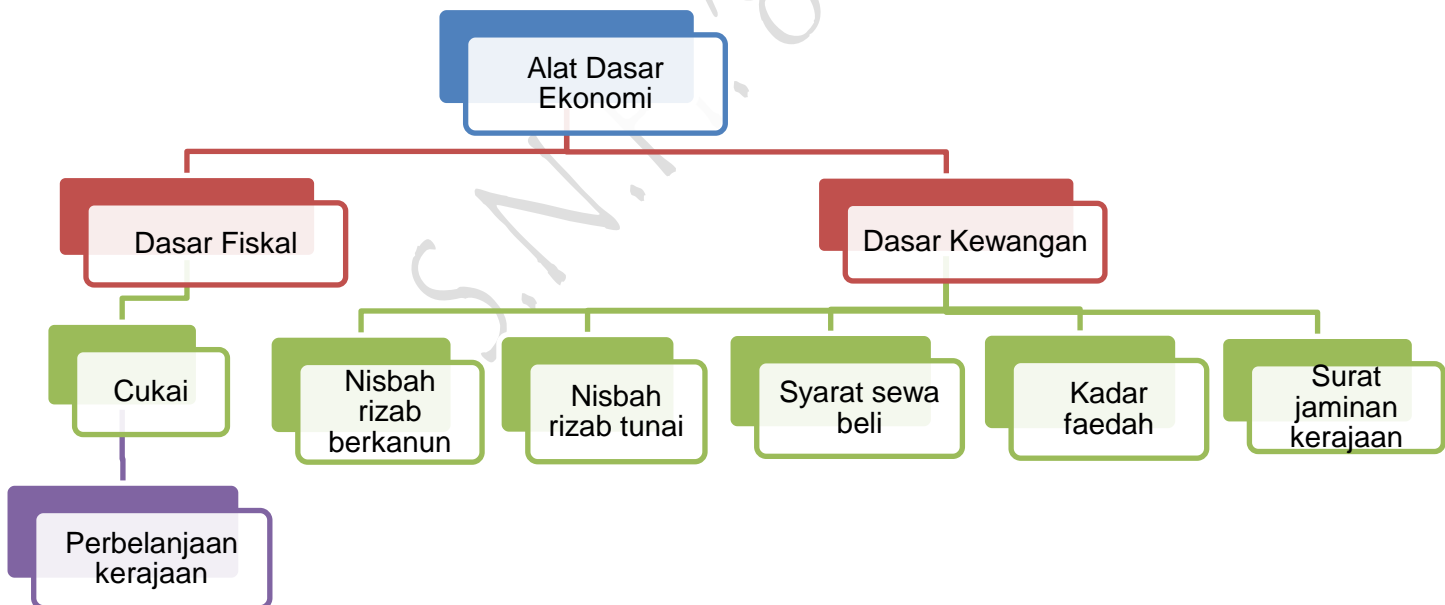 Alat Dasar
Ekonomi
Dasar Fiskal
Dasar Kewangan
Cukai
Nisbah
rizab
berkanun
Nisbah
rizab tunai
Syarat sewa
beli
Kadar
faedah
Surat
jaminan
kerajaan
Perbelanjaan
kerajaan